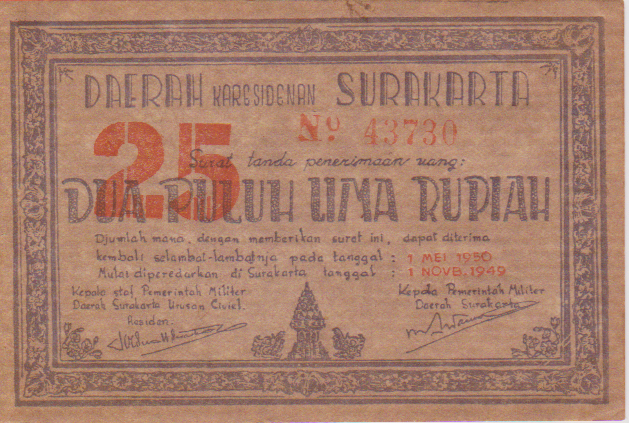 DAERAH KARESIDENAN SURAKARTA
25
No 43730
Surat tanda penerimaan uang:
DUA PULUH LIMA RUPIAH
Djumlah mana, dengan memberikan surat ini, dapat diterima
kembali selambat-lambatnja pada tanggal : 1 MEI 1950
Mulai diperedarkan di Surakarta tanggal : 1 NOVB. 1949
Kepala staf Pemerintah Militer
Daerah Surakarta Urusan Civiel.
Residen.
Kepala Pemerintah Militer
Daerah Surakarta